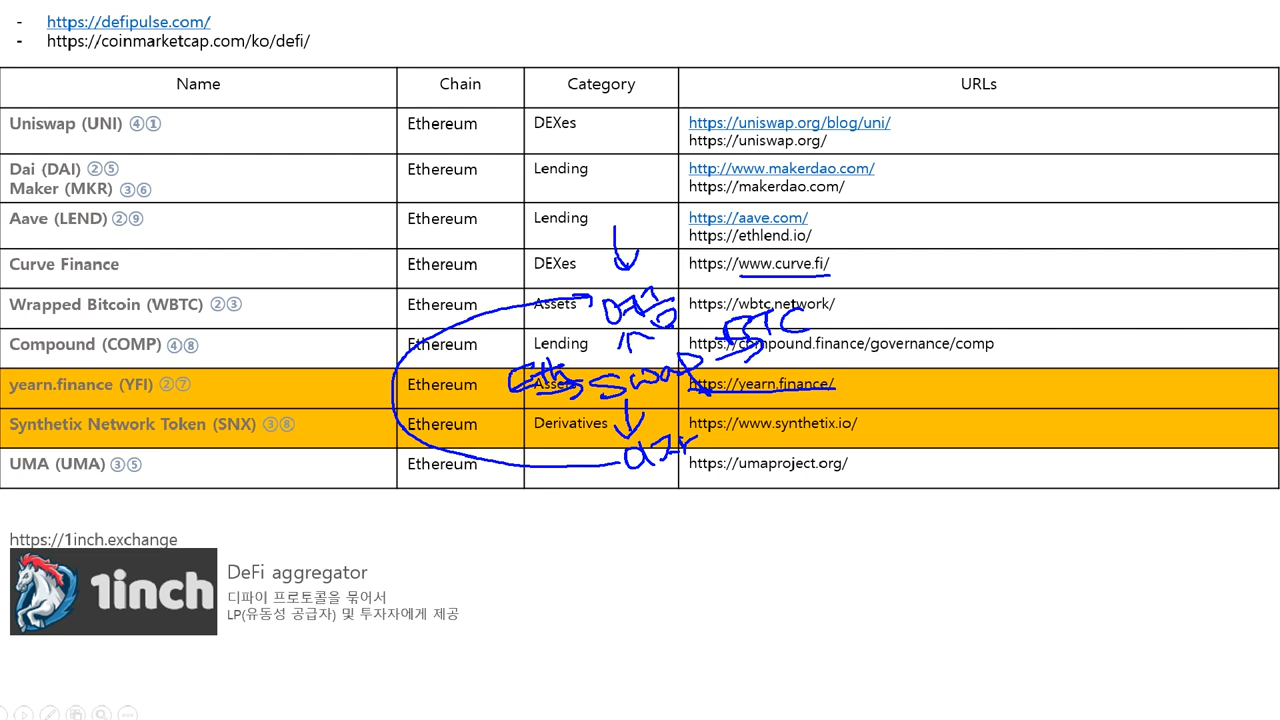 - https://defipulse.com/
- https://coinmarketcap.com/ko/defi/
Name Chain Category URLs
Uniswap (UNI) ④① Ethereum DEXes https://uniswap.org/blog/uni/
https://uniswap.org/
Dai (DAI) ②⑤ Ethereum Lending http://www.makerdao.com/
Maker (MKR) ③⑥ https://makerdao.com/
Aave (LEND) ②⑨ Ethereum Lending https://aave.com/
https://ethlend.io/
Curve Finance Ethereum DEXes https://www.curve.fi/
Wrapped Bitcoin (WBTC) ②③ Ethereum Assets https://wbtc.network/
BTC
Compound (COMP) ④⑧ Ethereum Lending https://compound.finance/governance/comp
Eth Swap
yearn.finance (YFI) ②⑦ Ethereum Assets https://yearn.finance/
Synthetix Network Token (SNX) ③⑧ Ethereum Derivatives https://www.synthetix.io/
UMA (UMA) ③⑤ Ethereum https://umaproject.org/
https://1inch.exchange
1inch
DeFi aggregator
디파이 프로토콜을 묶어서
LP(유동성 공급자) 및 투자자에게 제공